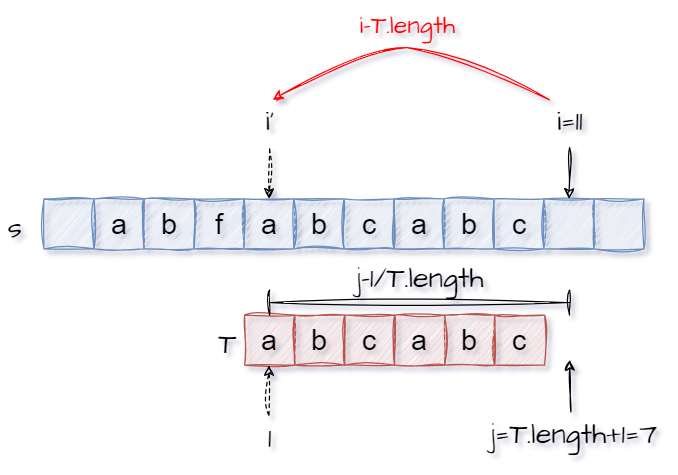 i-T.length
i'
i=11
S
a b f a b c a b c
j-1/T.length
T
a b c a b c
1
j=T.length+1=7